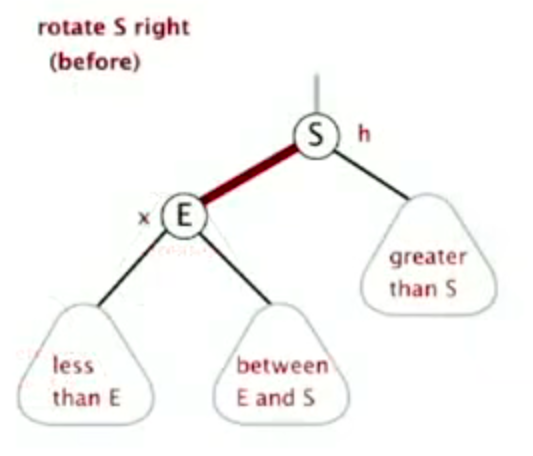 rotate S right
(before)
S h
x E
greater
than S
less
than E
between
E and S